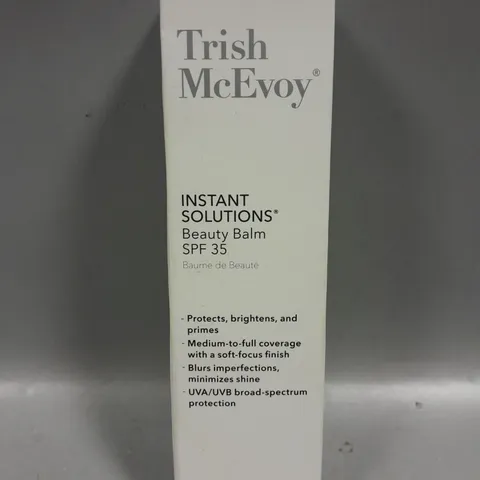 Trish
McEvoy®
INSTANT
SOLUTIONS®
Beauty Balm
SPF 35
Baume de Beauté
- Protects, brightens, and
primes
- Medium-to-full coverage
with a soft-focus finish
- Blurs imperfections,
minimizes shine
- UVA/UVB broad-spectrum
protection